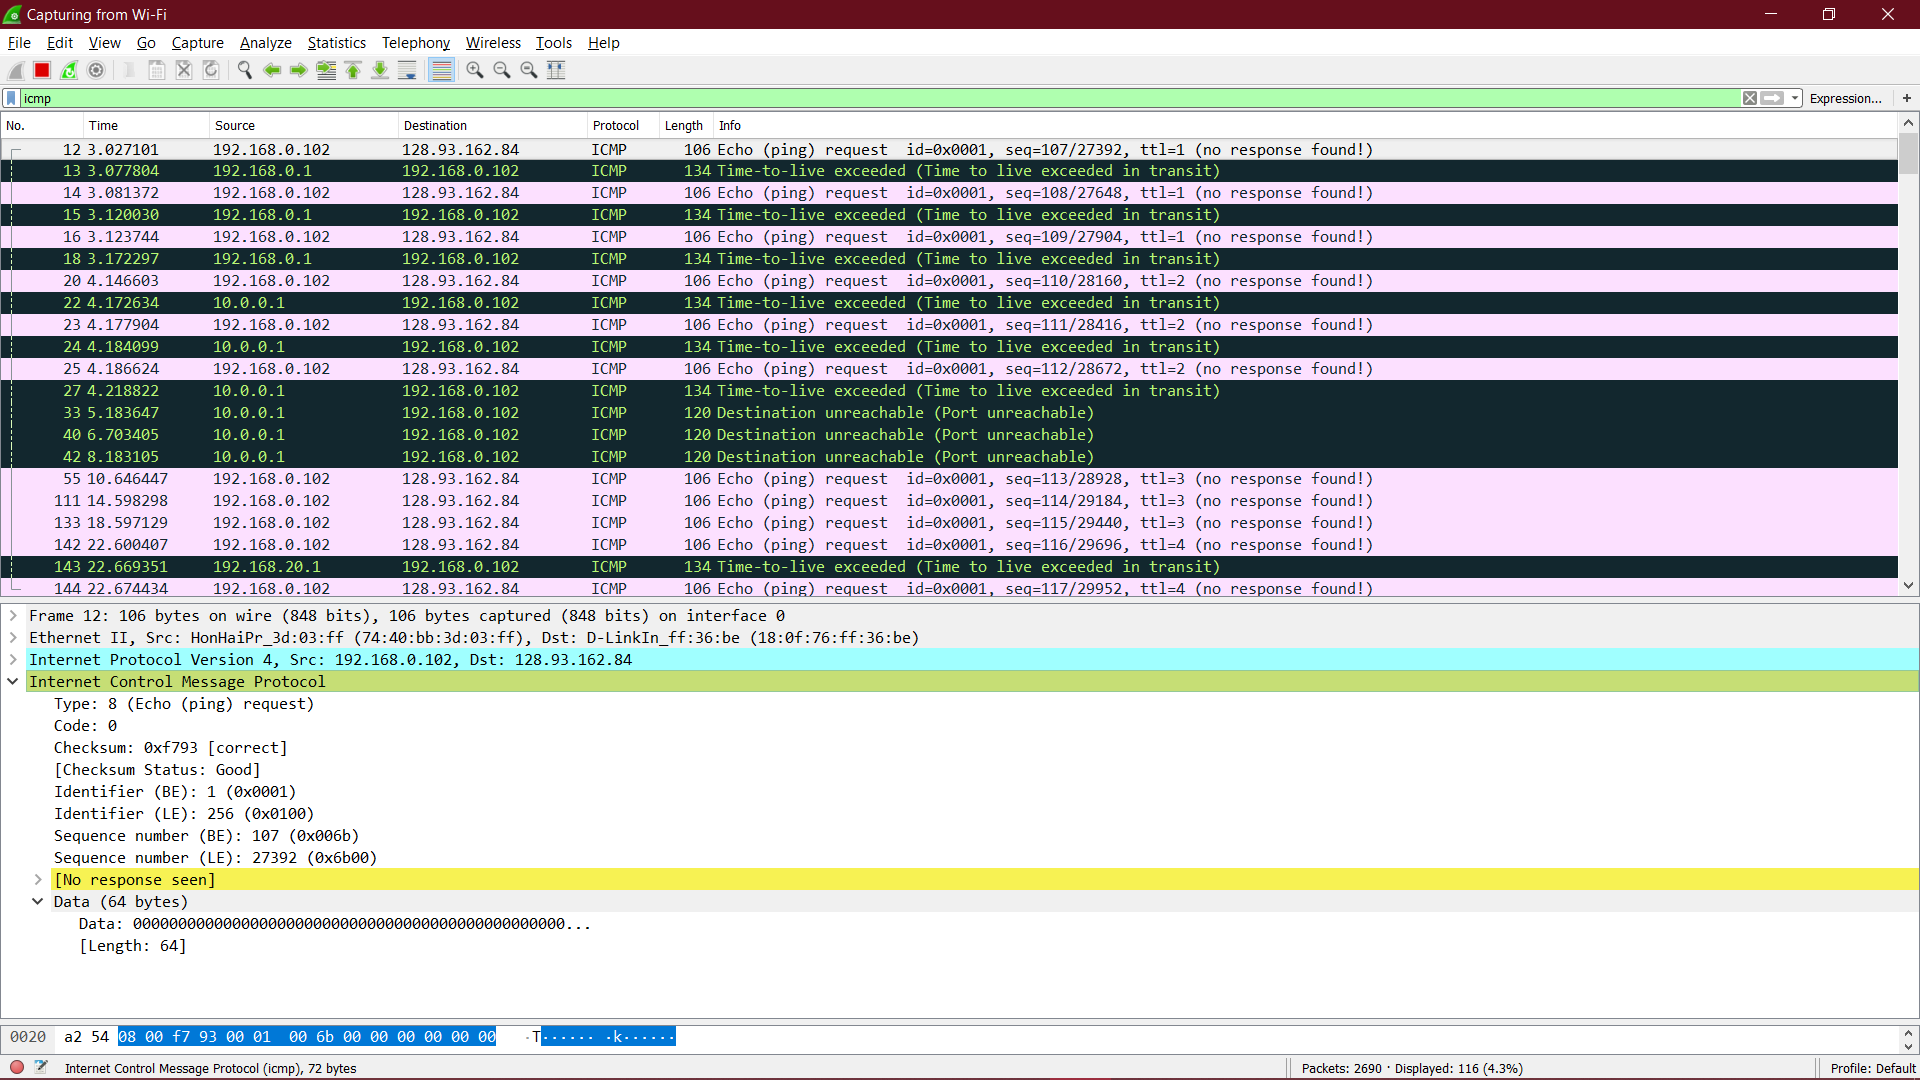 Capturing from Wi-Fi
File Edit View Go Capture Analyze Statistics Telephony Wireless Tools Help
icmp Expression... +
No. Time Source Destination Protocol Length Info
12 3.027101 192.168.0.102 128.93.162.84 ICMP 106 Echo (ping) request id=0x0001, seq=107/27392, ttl=1 (no response found!)
13 3.077804 192.168.0.1 192.168.0.102 ICMP 134 Time-to-live exceeded (Time to live exceeded in transit)
14 3.081372 192.168.0.102 128.93.162.84 ICMP 106 Echo (ping) request id=0x0001, seq=108/27648, ttl=1 (no response found!)
15 3.120030 192.168.0.1 192.168.0.102 ICMP 134 Time-to-live exceeded (Time to live exceeded in transit)
16 3.123744 192.168.0.102 128.93.162.84 ICMP 106 Echo (ping) request id=0x0001, seq=109/27904, ttl=1 (no response found!)
18 3.172297 192.168.0.1 192.168.0.102 ICMP 134 Time-to-live exceeded (Time to live exceeded in transit)
20 4.146603 192.168.0.102 128.93.162.84 ICMP 106 Echo (ping) request id=0x0001, seq=110/28160, ttl=2 (no response found!)
22 4.172634 10.0.0.1 192.168.0.102 ICMP 134 Time-to-live exceeded (Time to live exceeded in transit)
23 4.177904 192.168.0.102 128.93.162.84 ICMP 106 Echo (ping) request id=0x0001, seq=111/28416, ttl=2 (no response found!)
24 4.184099 10.0.0.1 192.168.0.102 ICMP 134 Time-to-live exceeded (Time to live exceeded in transit)
25 4.186624 192.168.0.102 128.93.162.84 ICMP 106 Echo (ping) request id=0x0001, seq=112/28672, ttl=2 (no response found!)
27 4.218822 10.0.0.1 192.168.0.102 ICMP 134 Time-to-live exceeded (Time to live exceeded in transit)
33 5.183647 10.0.0.1 192.168.0.102 ICMP 120 Destination unreachable (Port unreachable)
40 6.703405 10.0.0.1 192.168.0.102 ICMP 120 Destination unreachable (Port unreachable)
42 8.183105 10.0.0.1 192.168.0.102 ICMP 120 Destination unreachable (Port unreachable)
55 10.646447 192.168.0.102 128.93.162.84 ICMP 106 Echo (ping) request id=0x0001, seq=113/28928, ttl=3 (no response found!)
111 14.598298 192.168.0.102 128.93.162.84 ICMP 106 Echo (ping) request id=0x0001, seq=114/29184, ttl=3 (no response found!)
133 18.597129 192.168.0.102 128.93.162.84 ICMP 106 Echo (ping) request id=0x0001, seq=115/29440, ttl=3 (no response found!)
142 22.600407 192.168.0.102 128.93.162.84 ICMP 106 Echo (ping) request id=0x0001, seq=116/29696, ttl=4 (no response found!)
143 22.669351 192.168.20.1 192.168.0.102 ICMP 134 Time-to-live exceeded (Time to live exceeded in transit)
144 22.674434 192.168.0.102 128.93.162.84 ICMP 106 Echo (ping) request id=0x0001, seq=117/29952, ttl=4 (no response found!)
Frame 12: 106 bytes on wire (848 bits), 106 bytes captured (848 bits) on interface 0
Ethernet II, Src: HonHaiPr_3d:03:ff (74:40:bb:3d:03:ff), Dst: D-LinkIn_ff:36:be (18:0f:76:ff:36:be)
Internet Protocol Version 4, Src: 192.168.0.102, Dst: 128.93.162.84
Internet Control Message Protocol
Type: 8 (Echo (ping) request)
Code: 0
Checksum: 0xf793 [correct]
[Checksum Status: Good]
Identifier (BE): 1 (0x0001)
Identifier (LE): 256 (0x0100)
Sequence number (BE): 107 (0x006b)
Sequence number (LE): 27392 (0x6b00)
[No response seen]
Data (64 bytes)
Data: 000000000000000000000000000000000000000000000000...
[Length: 64]
0020 a2 54 08 00 f7 93 00 01 00 6b 00 00 00 00 00 00 ·T······ ·k······
Internet Control Message Protocol (icmp), 72 bytes Packets: 2690 · Displayed: 116 (4.3%) Profile: Default